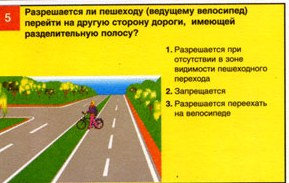 5
Разрешается ли пешеходу (ведущему велосипед)
перейти на другую сторону дороги, имеющей
разделительную полосу?
1. Разрешается при
отсутствии в зоне
видимости пешеходного
перехода
2. Запрещается
3. Разрешается переехать
на велосипеде